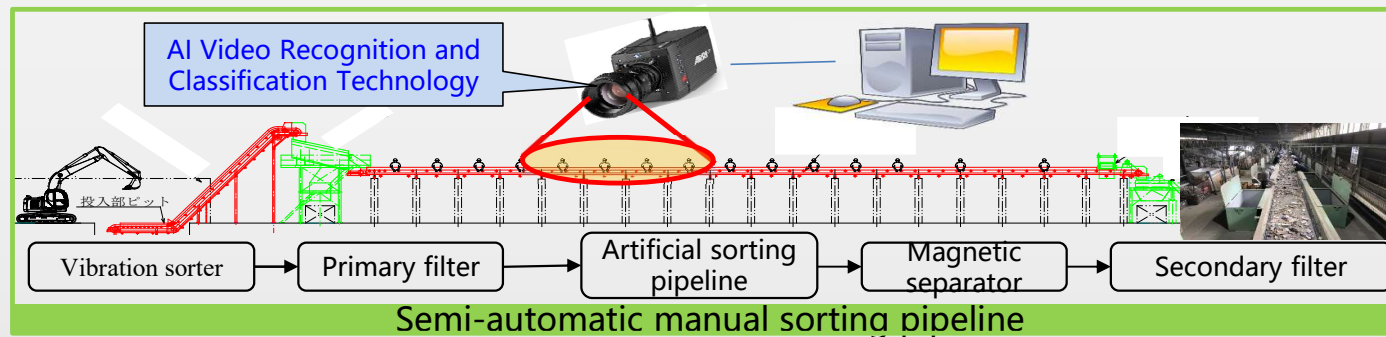 AI Video Recognition and
Classification Technology
投入部ピット
Vibration sorter
Primary filter
Artificial sorting
pipeline
Magnetic
separator
Secondary filter
Semi-automatic manual sorting pipeline